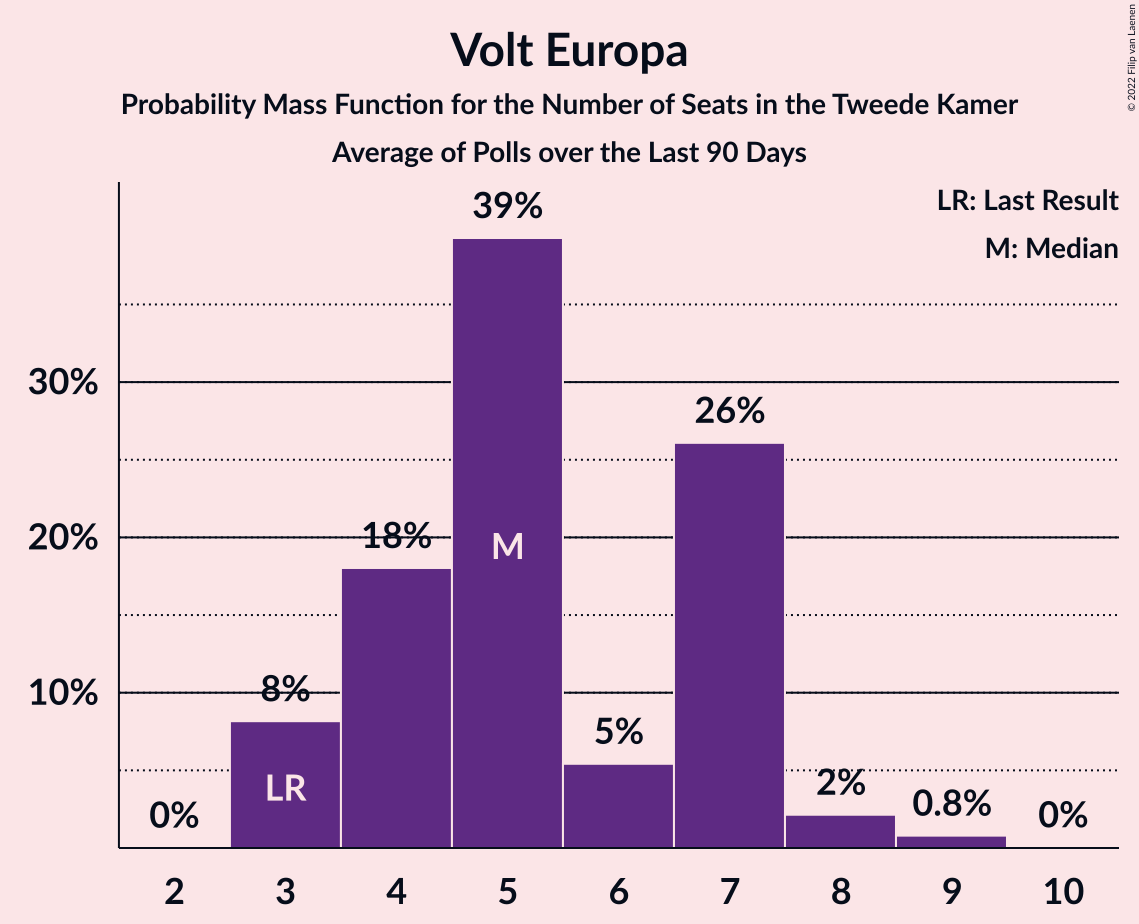 Volt Europa
Probability Mass Function for the Number of Seats in the Tweede Kamer
Average of Polls over the Last 90 Days
© 2022 Filip van Laenen
LR: Last Result
M: Median
39%
30%
26%
20%
18%
M
10%
8%
5%
LR
2%
0.8%
0%
0%
2 3 4 5 6 7 8 9 10